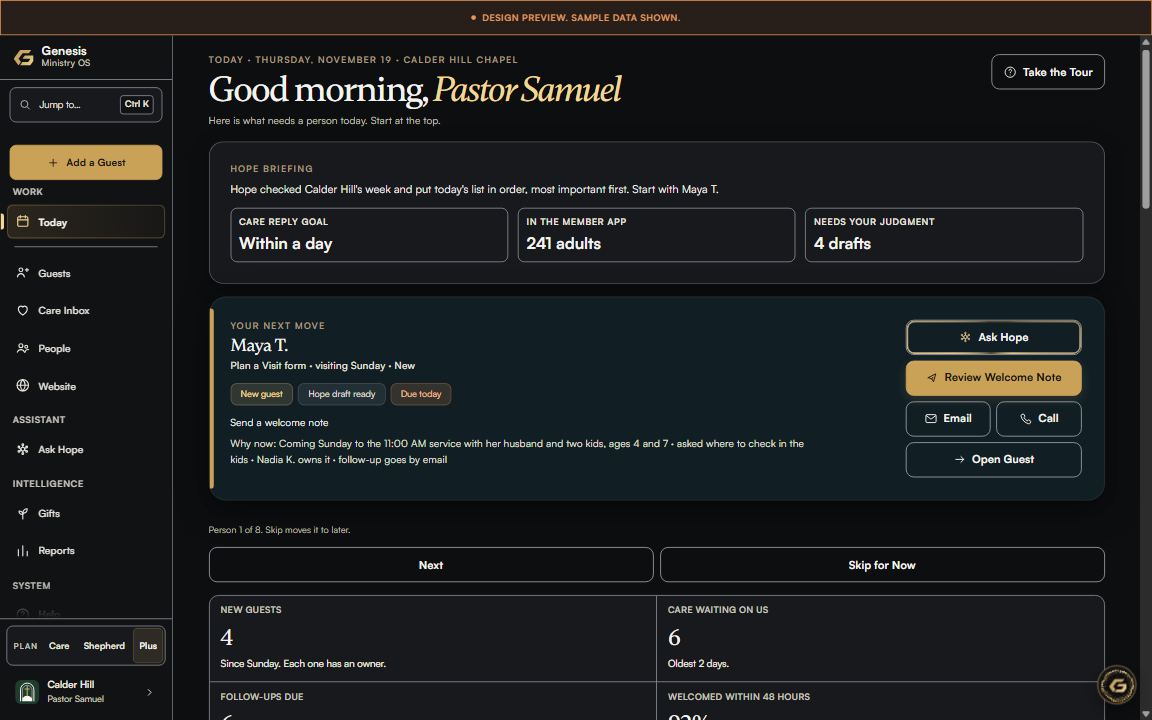 DESIGN PREVIEW. SAMPLE DATA SHOWN.
Genesis
Ministry OS
Jump to...
Ctrl K
Add a Guest
WORK
Today
Guests
Care Inbox
People
Website
ASSISTANT
Ask Hope
INTELLIGENCE
Gifts
Reports
SYSTEM
Help
PLAN
Care
Shepherd
Plus
Calder Hill
Pastor Samuel
TODAY · THURSDAY, NOVEMBER 19 · CALDER HILL CHAPEL
Good morning, Pastor Samuel
Here is what needs a person today. Start at the top.
Take the Tour
HOPE BRIEFING
Hope checked Calder Hill's week and put today's list in order, most important first. Start with Maya T.
CARE REPLY GOAL
Within a day
IN THE MEMBER APP
241 adults
NEEDS YOUR JUDGMENT
4 drafts
YOUR NEXT MOVE
Maya T.
Plan a Visit form · visiting Sunday · New
New guest
Hope draft ready
Due today
Send a welcome note
Why now: Coming Sunday to the 11:00 AM service with her husband and two kids, ages 4 and 7 · asked where to check in the
kids · Nadia K. owns it · follow-up goes by email
Ask Hope
Review Welcome Note
Email
Call
Open Guest
Person 1 of 8. Skip moves it to later.
Next
Skip for Now
NEW GUESTS
4
Since Sunday. Each one has an owner.
CARE WAITING ON US
6
Oldest 2 days.
FOLLOW-UPS DUE
WELCOMED WITHIN 48 HOURS